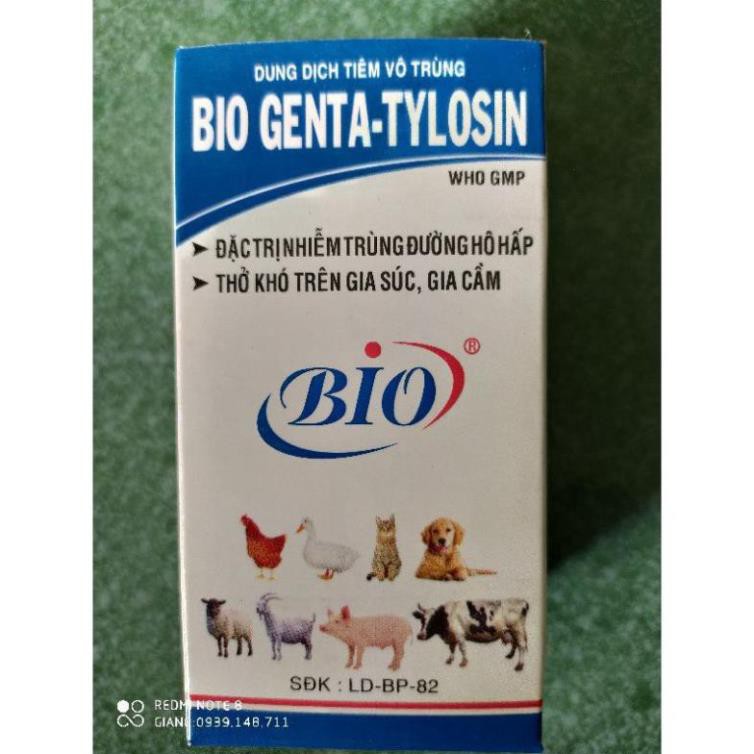 DUNG DỊCH TIÊM VÔ TRÙNG
BIO GENTA-TYLOSIN
WHO GMP
➤ ĐẶC TRỊ NHIỄM TRÙNG ĐƯỜNG HÔ HẤP
➤ THỞ KHÓ TRÊN GIA SÚC, GIA CẦM
BIO®
SĐK : LD-BP-82
REDMI NOTE 8
GIANG:0939.148.711